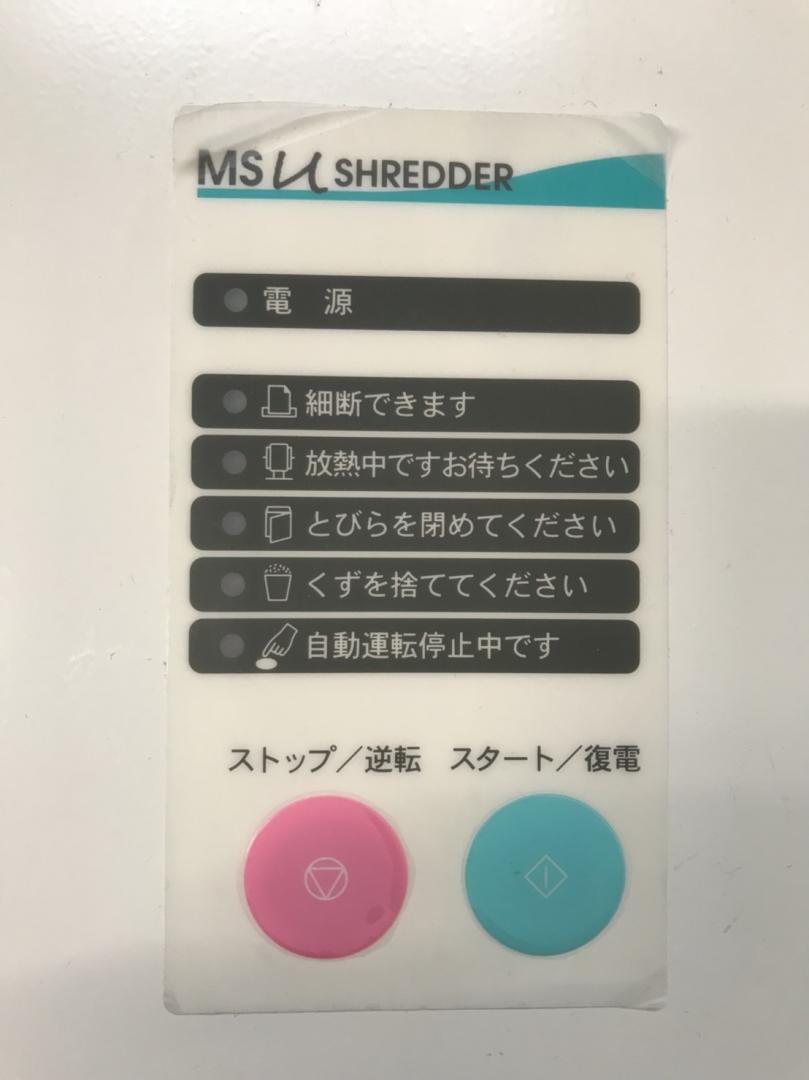 MS u SHREDDER
電 源
細断できます
放熱中ですお待ちください
とびらを閉めてください
くずを捨ててください
自動運転停止中です
ストップ／逆転 スタート／復電